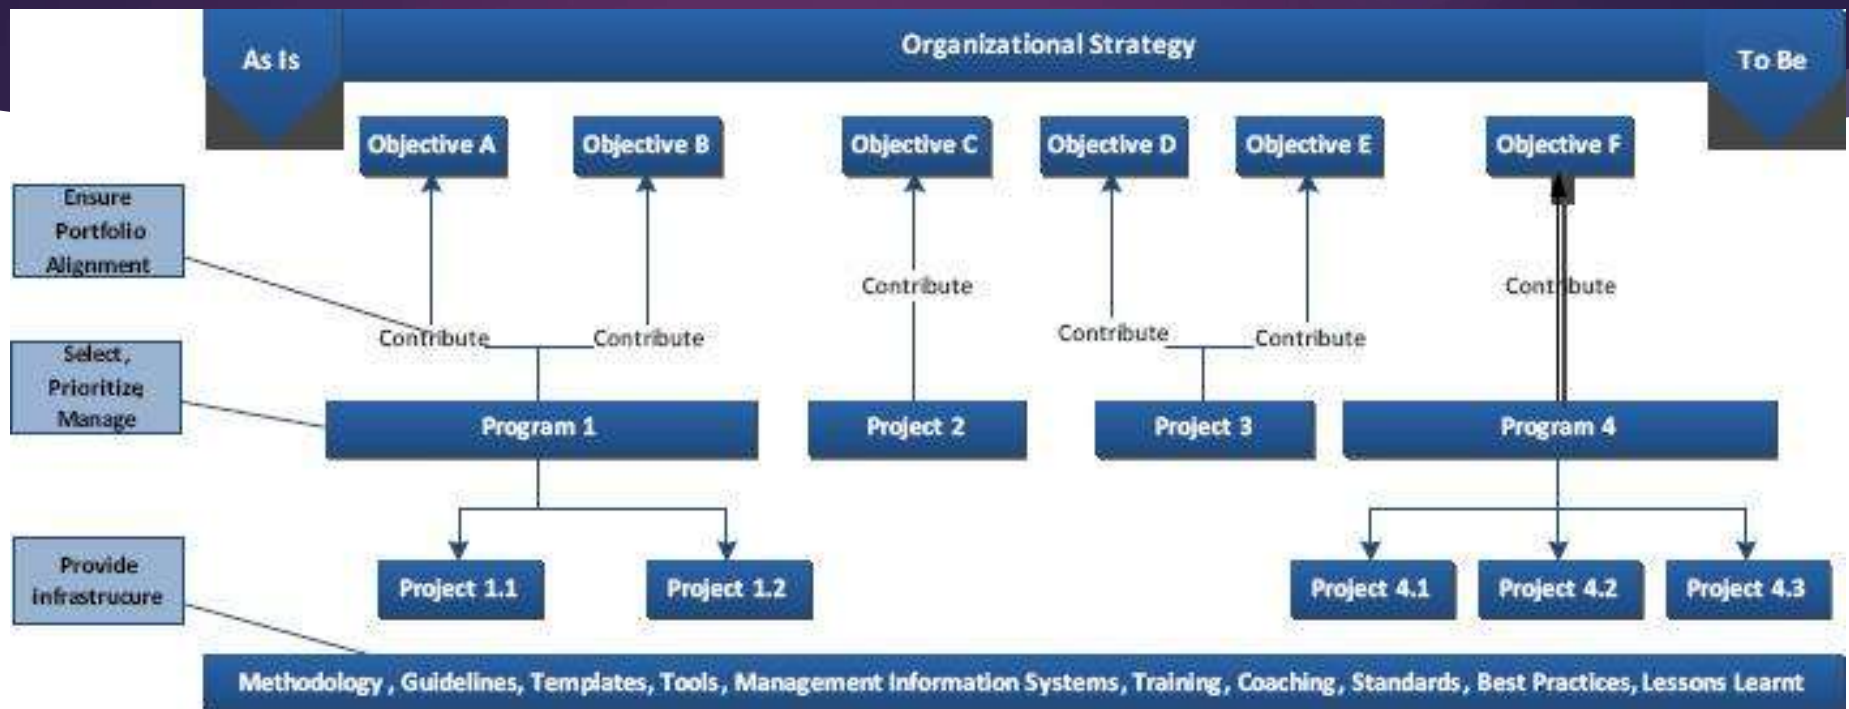 As Is
Organizational Strategy
To Be
Objective A
Objective B
Objective C
Objective D
Objective E
Objective F
Ensure
Portfolio
Alignment
Contribute
Contribute
Contribute
Contribute
Contribute
Contribute
Select,
Prioritize
Manage
Program 1
Project 2
Project 3
Program 4
Provide
infrastrucure
Project 1.1
Project 1.2
Project 4.1
Project 4.2
Project 4.3
Methodology , Guidelines, Templates, Tools, Management Information Systems, Training, Coaching, Standards, Best Practices, Lessons Learnt